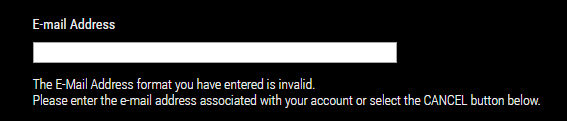 E-mail Address
The E-Mail Address format you have entered is invalid.
Please enter the e-mail address associated with your account or select the CANCEL button below.